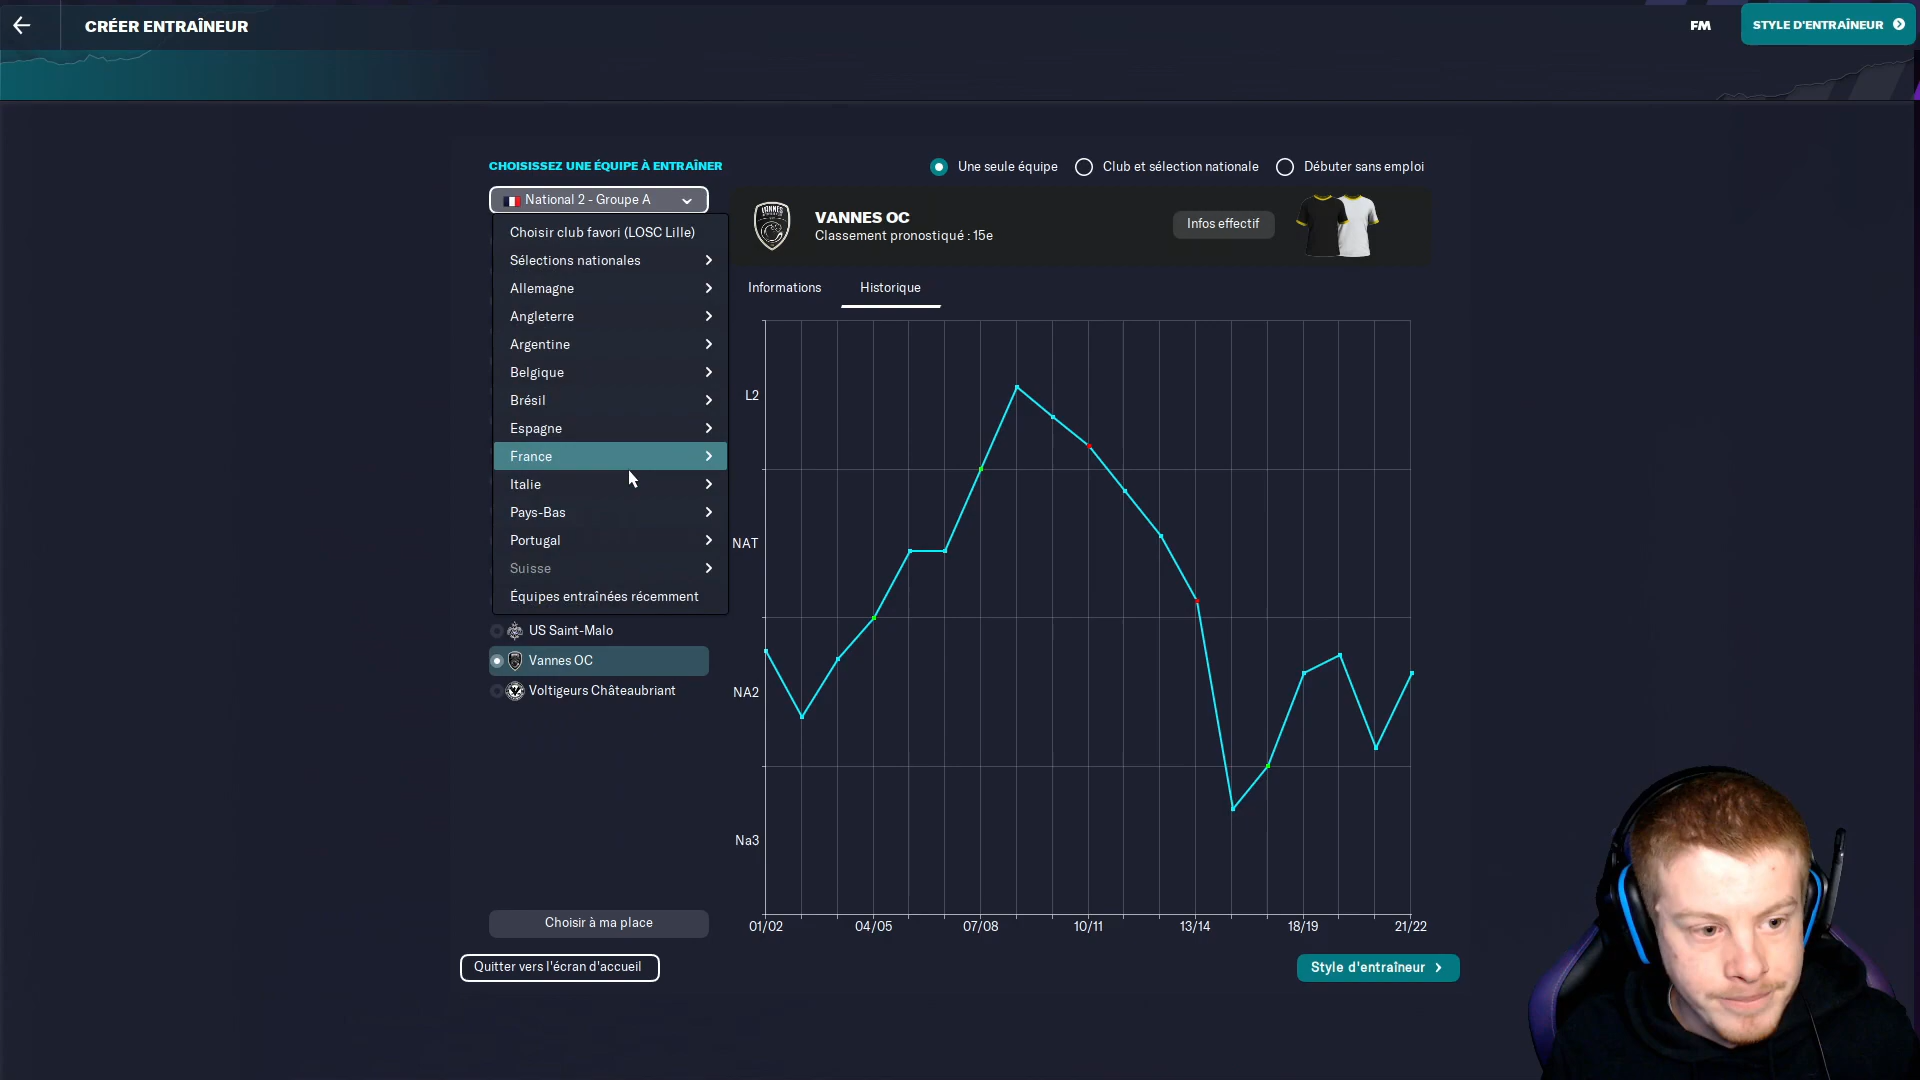 CRÉER ENTRAÎNEUR
FM
STYLE D'ENTRAÎNEUR
CHOISISSEZ UNE ÉQUIPE À ENTRAÎNER
Une seule équipe
Club et sélection nationale
Débuter sans emploi
National 2 - Groupe A
Choisir club favori (LOSC Lille)
Sélections nationales
Allemagne
Angleterre
Argentine
Belgique
Brésil
Espagne
France
Italie
Pays-Bas
Portugal
Suisse
Équipes entraînées récemment
US Saint-Malo
Vannes OC
Voltigeurs Châteaubriant
Choisir à ma place
Quitter vers l'écran d'accueil
VANNES OC
Classement pronostiqué : 15e
Infos effectif
Informations
Historique
L2
NAT
NA2
Na3
01/02
04/05
07/08
10/11
13/14
18/19
21/22
Style d'entraîneur